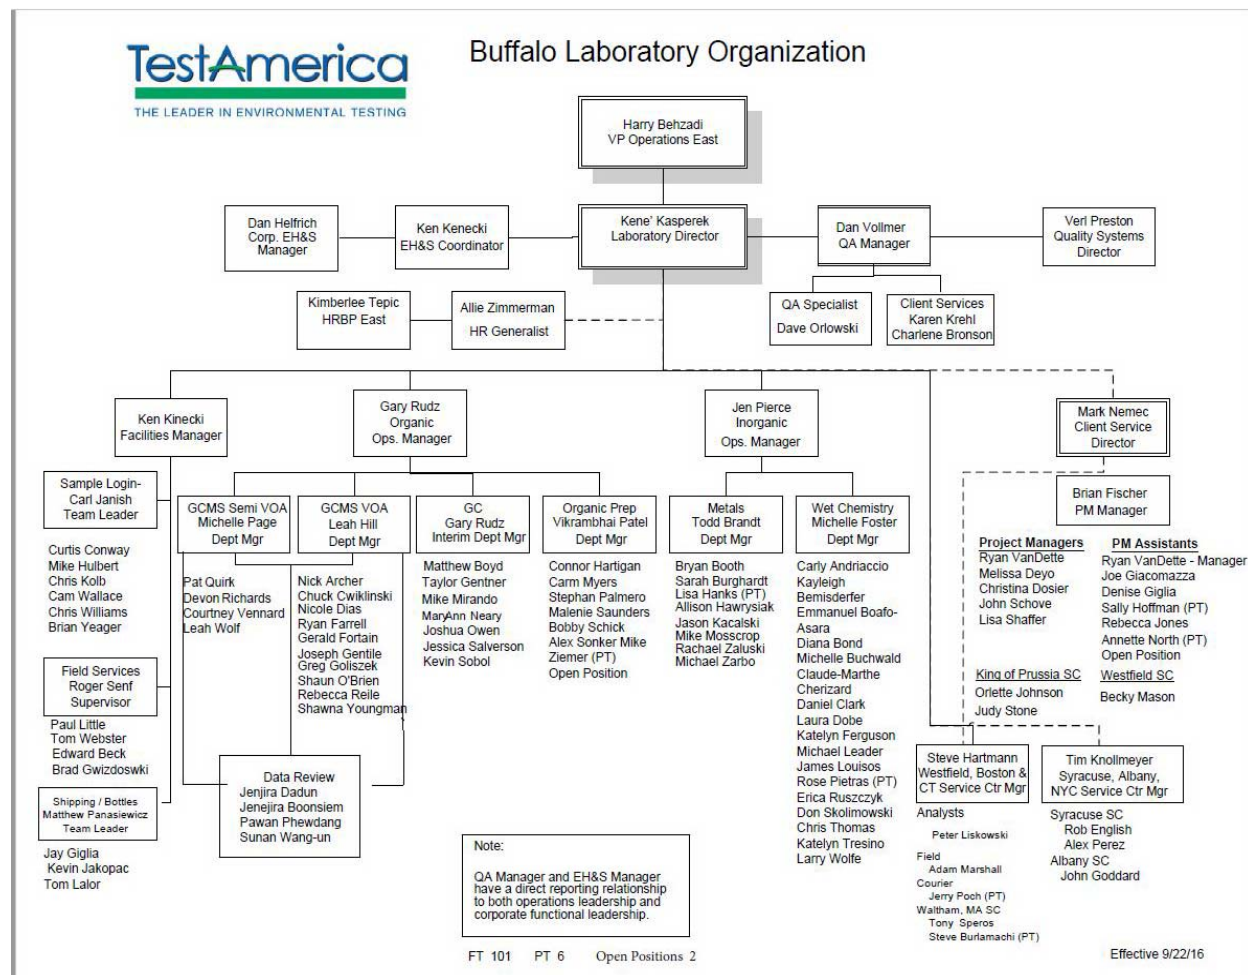 TestAmerica
THE LEADER IN ENVIRONMENTAL TESTING
Buffalo Laboratory Organization
Harry Behzadi
VP Operations East
Dan Helfrich
Corp. EH&S
Manager
Ken Kenecki
EH&S Coordinator
Kene' Kasperek
Laboratory Director
Dan Vollmer
QA Manager
Verl Preston
Quality Systems
Director
Kimberlee Tepic
HRBP East
Allie Zimmerman
HR Generalist
QA Specialist
Dave Orlowski
Client Services
Karen Krehl
Charlene Bronson
Ken Kinecki
Facilities Manager
Gary Rudz
Organic
Ops. Manager
Jen Pierce
Inorganic
Ops. Manager
Mark Nemec
Client Service
Director
Sample Login-
Carl Janish
Team Leader
Curtis Conway
Mike Hulbert
Chris Kolb
Cam Wallace
Chris Williams
Brian Yeager
Field Services
Roger Senf
Supervisor
Paul Little
Tom Webster
Edward Beck
Brad Gwizdoswki
Shipping / Bottles
Matthew Panasiewicz
Team Leader
Jay Giglia
Kevin Jakopac
Tom Lalor
GCMS Semi VOA
Michelle Page
Dept Mgr
Pat Quirk
Devon Richards
Courtney Vennard
Leah Wolf
GCMS VOA
Leah Hill
Dept Mgr
Nick Archer
Chuck Cwiklinski
Nicole Dias
Ryan Farrell
Gerald Fortain
Joseph Gentile
Greg Goliszek
Shaun O'Brien
Rebecca Reile
Shawna Youngman
Data Review
Jenjira Dadun
Jenejira Boonsiem
Pawan Phewdang
Sunan Wang-un
GC
Gary Rudz
Interim Dept Mgr
Matthew Boyd
Taylor Gentner
Mike Mirando
MaryAnn Neary
Joshua Owen
Jessica Salverson
Kevin Sobol
Organic Prep
Vikrambhai Patel
Dept Mgr
Connor Hartigan
Carm Myers
Stephan Palmero
Malenie Saunders
Bobby Schick
Alex Sonker Mike
Ziemer (PT)
Open Position
Metals
Todd Brandt
Dept Mgr
Bryan Booth
Sarah Burghardt
Lisa Hanks (PT)
Allison Hawrysiak
Jason Kacalski
Mike Mosscrop
Rachael Zaluski
Michael Zarbo
Wet Chemistry
Michelle Foster
Dept Mgr
Carly Andriaccio
Kayleigh
Bemisderfer
Emmanuel Boafo-
Asara
Diana Bond
Michelle Buchwald
Claude-Marthe
Cherizard
Daniel Clark
Laura Dobe
Katelyn Ferguson
Michael Leader
James Louisos
Rose Pietras (PT)
Erica Ruszczyk
Don Skolimowski
Chris Thomas
Katelyn Tresino
Larry Wolfe
Brian Fischer
PM Manager
Project Managers
Ryan VanDette
Melissa Deyo
Christina Dosier
John Schove
Lisa Shaffer
PM Assistants
Ryan VanDette - Manager
Joe Giacomazza
Denise Giglia
Sally Hoffman (PT)
Rebecca Jones
Annette North (PT)
Open Position
King of Prussia SC
Orlette Johnson
Judy Stone
Westfield SC
Becky Mason
Steve Hartmann
Westfield, Boston &
CT Service Ctr Mgr
Analysts
Peter Liskowski
Field
Adam Marshall
Courier
Jerry Poch (PT)
Waltham, MA SC
Tony Speros
Steve Burlamachi (PT)
Tim Knollmeyer
Syracuse, Albany,
NYC Service Ctr Mgr
Syracuse SC
Rob English
Alex Perez
Albany SC
John Goddard
Note:
QA Manager and EH&S Manager
have a direct reporting relationship
to both operations leadership and
corporate functional leadership.
FT 101 PT 6 Open Positions 2
Effective 9/22/16